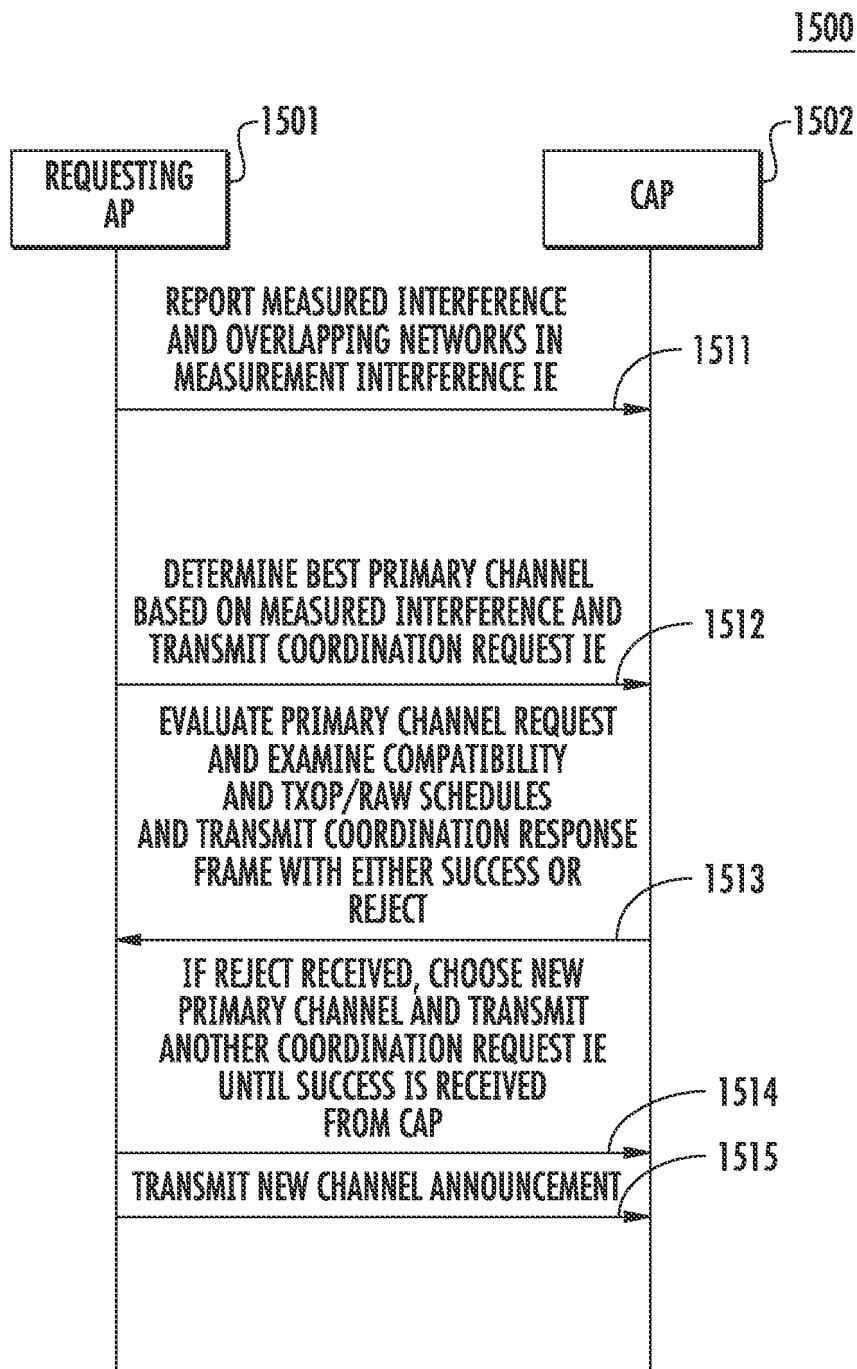 1500
1501
1502
REQUESTING
AP
CAP
REPORT MEASURED INTERFERENCE
AND OVERLAPPING NETWORKS IN
MEASUREMENT INTERFERENCE IE
1511
DETERMINE BEST PRIMARY CHANNEL
BASED ON MEASURED INTERFERENCE AND
TRANSMIT COORDINATION REQUEST IE
1512
EVALUATE PRIMARY CHANNEL REQUEST
AND EXAMINE COMPATIBILITY
AND TXOP/RAW SCHEDULES
AND TRANSMIT COORDINATION RESPONSE
FRAME WITH EITHER SUCCESS OR
REJECT
1513
IF REJECT RECEIVED, CHOOSE NEW
PRIMARY CHANNEL AND TRANSMIT
ANOTHER COORDINATION REQUEST IE
UNTIL SUCCESS IS RECEIVED
FROM CAP
1514
TRANSMIT NEW CHANNEL ANNOUNCEMENT
1515